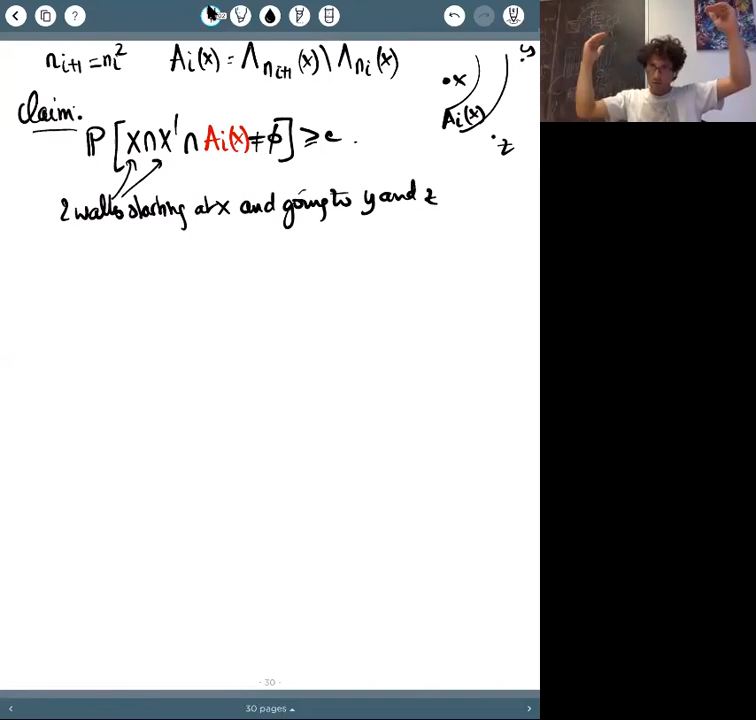 n_{i+1} = n_i^2   A_i(x) = Λ_{n_{i+1}}(x) \ Λ_{n_i}(x)
y
• x
A_i(x)
z
Claim:
ℙ[X ∩ X' ∩ A_i(x) ≠ ∅] ≥ c.
2 walks starting at x and going to y and z
- 30 -
30 pages